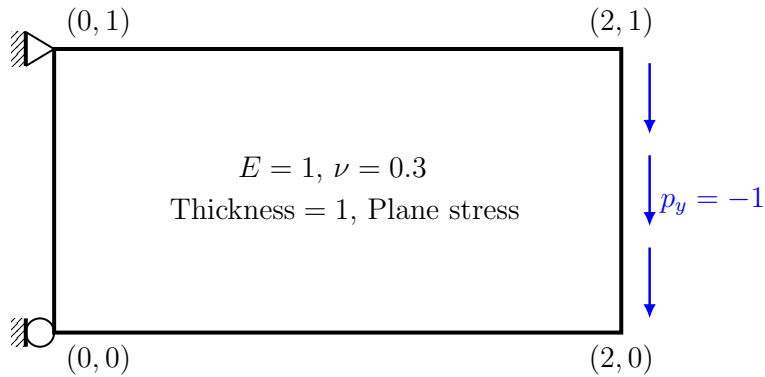 (0, 1)
(2, 1)
E = 1, ν = 0.3
Thickness = 1, Plane stress
p_y = −1
(0, 0)
(2, 0)